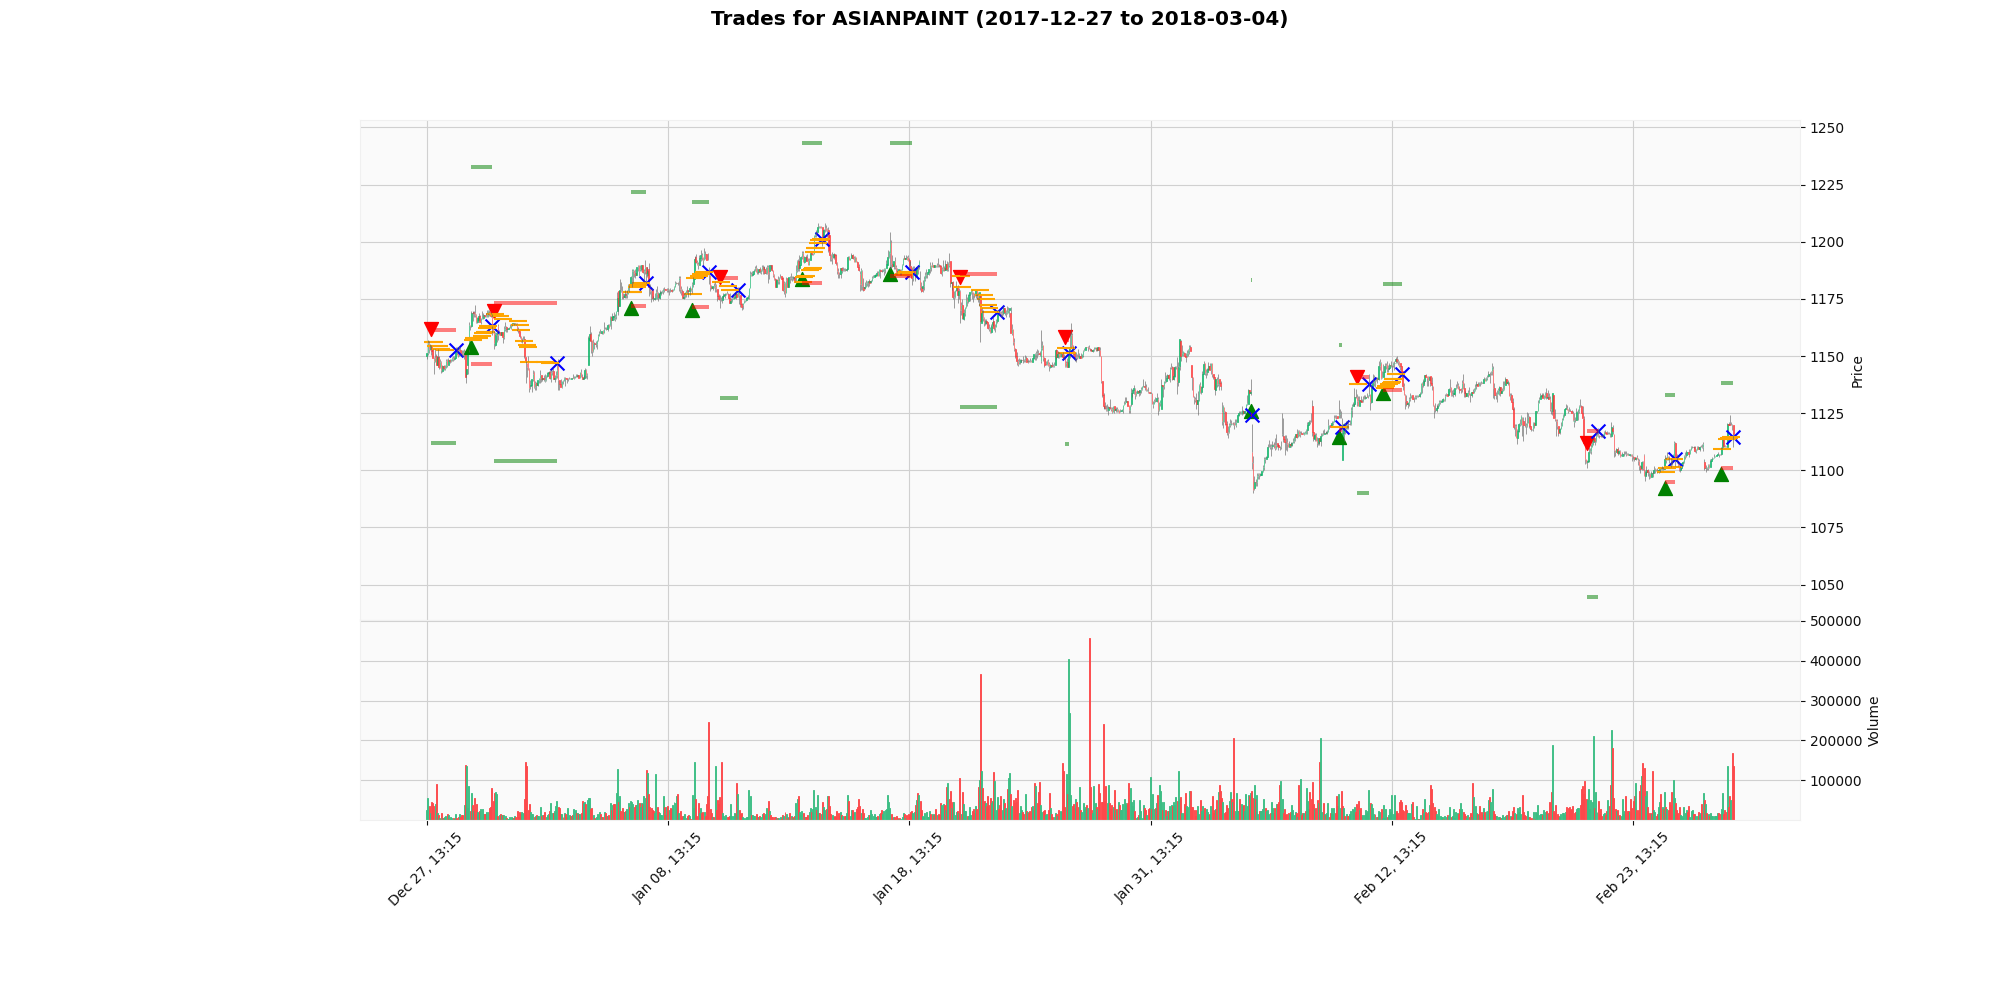 Trades for ASIANPAINT (2017-12-27 to 2018-03-04)
1250
1225
1200
1175
1150
1125
1100
1075
1050
Price
500000
400000
300000
200000
100000
Volume
Dec 27, 13:15
Jan 08, 13:15
Jan 18, 13:15
Jan 31, 13:15
Feb 12, 13:15
Feb 23, 13:15